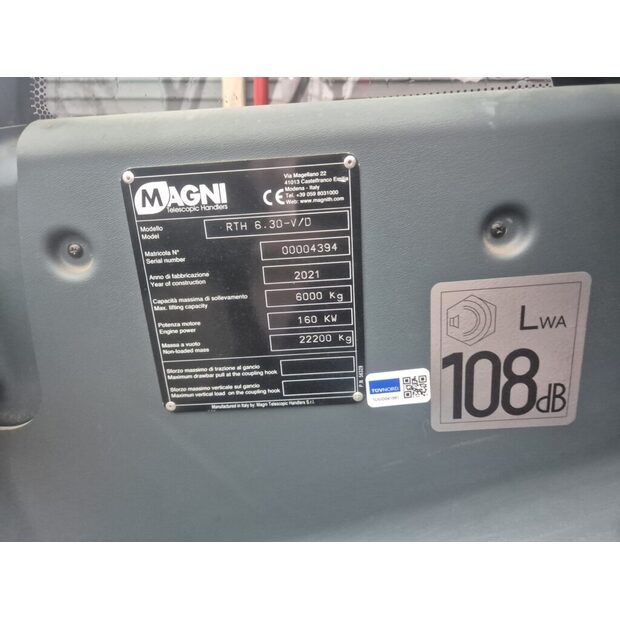 MAGNI
Telescopic Handlers
Via Magellano 22
41013 Castelfranco Emilia
Modena - Italy
Tel. +39 059 8031000
Web: www.magnith.com
CE
Modello
Model
RTH 6.30-V/D
Matricola N°
Serial number
00004394
Anno di fabbricazione
Year of construction
2021
Capacità massima di sollevamento
Max. lifting capacity
6000 Kg
Potenza motore
Engine power
160 KW
Massa a vuoto
Non-loaded mass
22200 Kg
Sforzo massimo di trazione al gancio
Maximum drawbar pull at the coupling hook
Sforzo massimo verticale sul gancio
Maximun vertical load on the coupling hook
Manufactured in Italy by: Magni Telescopic Handlers S.r.l.
P.N. 56328
TÜVNORD
LWA
108dB